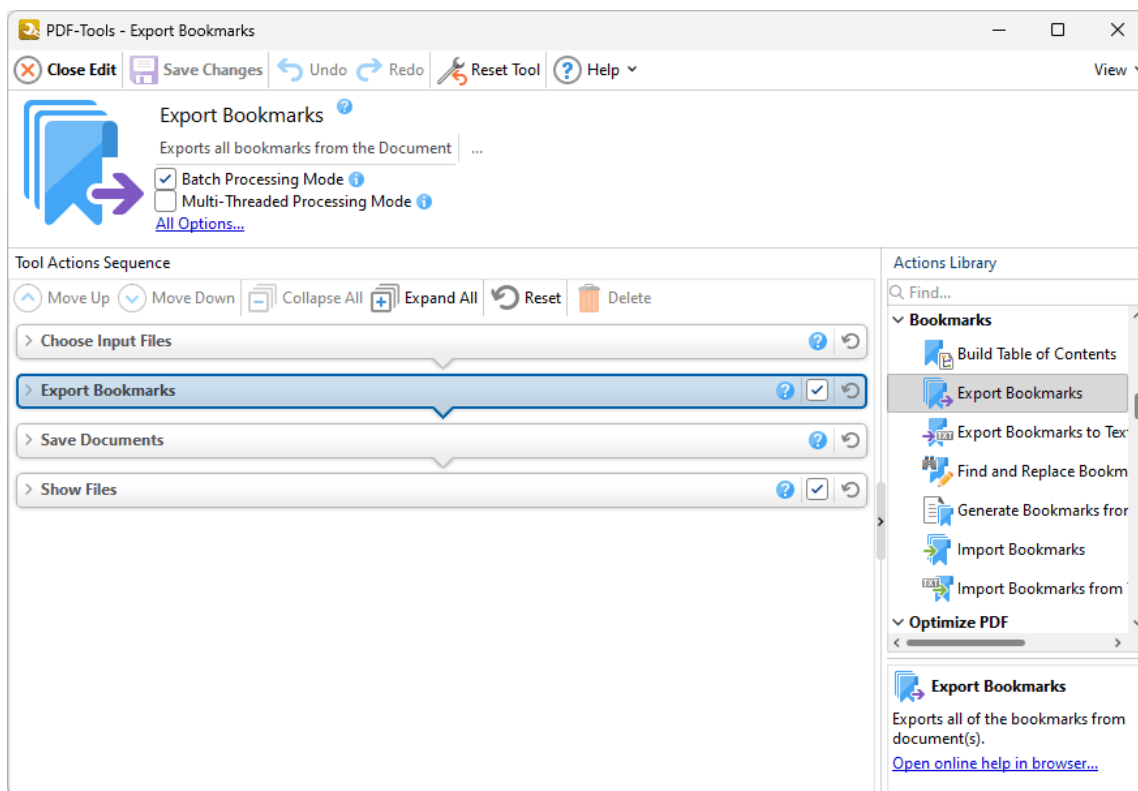 PDF-Tools - Export Bookmarks
Close Edit Save Changes Undo Redo Reset Tool ? Help View
Export Bookmarks ?
Exports all bookmarks from the Document ...
Batch Processing Mode i
Multi-Threaded Processing Mode i
All Options...
Tool Actions Sequence
Move Up Move Down Collapse All Expand All Reset Delete
Choose Input Files ?
Export Bookmarks ?
Save Documents ?
Show Files ?
Actions Library
Find...
Bookmarks
Build Table of Contents
Export Bookmarks
TXT Export Bookmarks to Tex
Find and Replace Bookm
Generate Bookmarks from
Import Bookmarks
TXT Import Bookmarks from
Optimize PDF
Export Bookmarks
Exports all of the bookmarks from
document(s).
Open online help in browser...